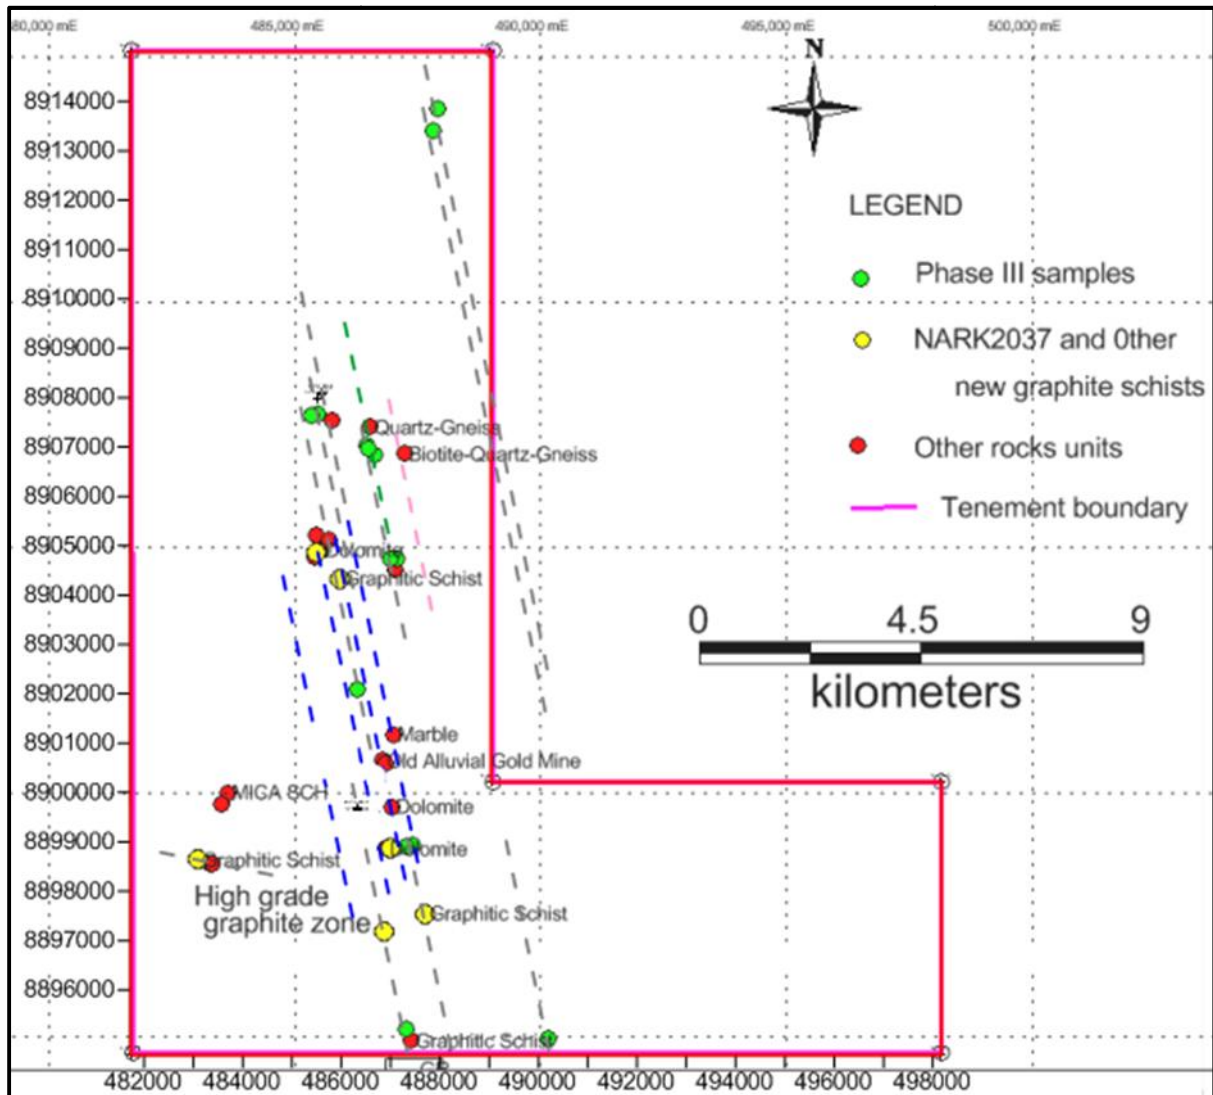 80,000 mE 485,000 mE 490,000 mE 495,000 mE 500,000 mE
N
8914000
8913000
8912000
8911000
8910000
8909000
8908000
8907000
8906000
8905000
8904000
8903000
8902000
8901000
8900000
8899000
8898000
8897000
8896000
LEGEND
Phase III samples
NARK2037 and Other
new graphite schists
Other rocks units
Tenement boundary
0 4.5 9
kilometers
Quartz-Gneiss
Biotite-Quartz-Gneiss
Dolomite
Graphitic Schist
Marble
Old Alluvial Gold Mine
MICA SCH
Dolomite
Dolomite
Graphitic Schist
High grade
graphite zone
Graphitic Schist
Graphitic Schist
482000 484000 486000 488000 490000 492000 494000 496000 498000